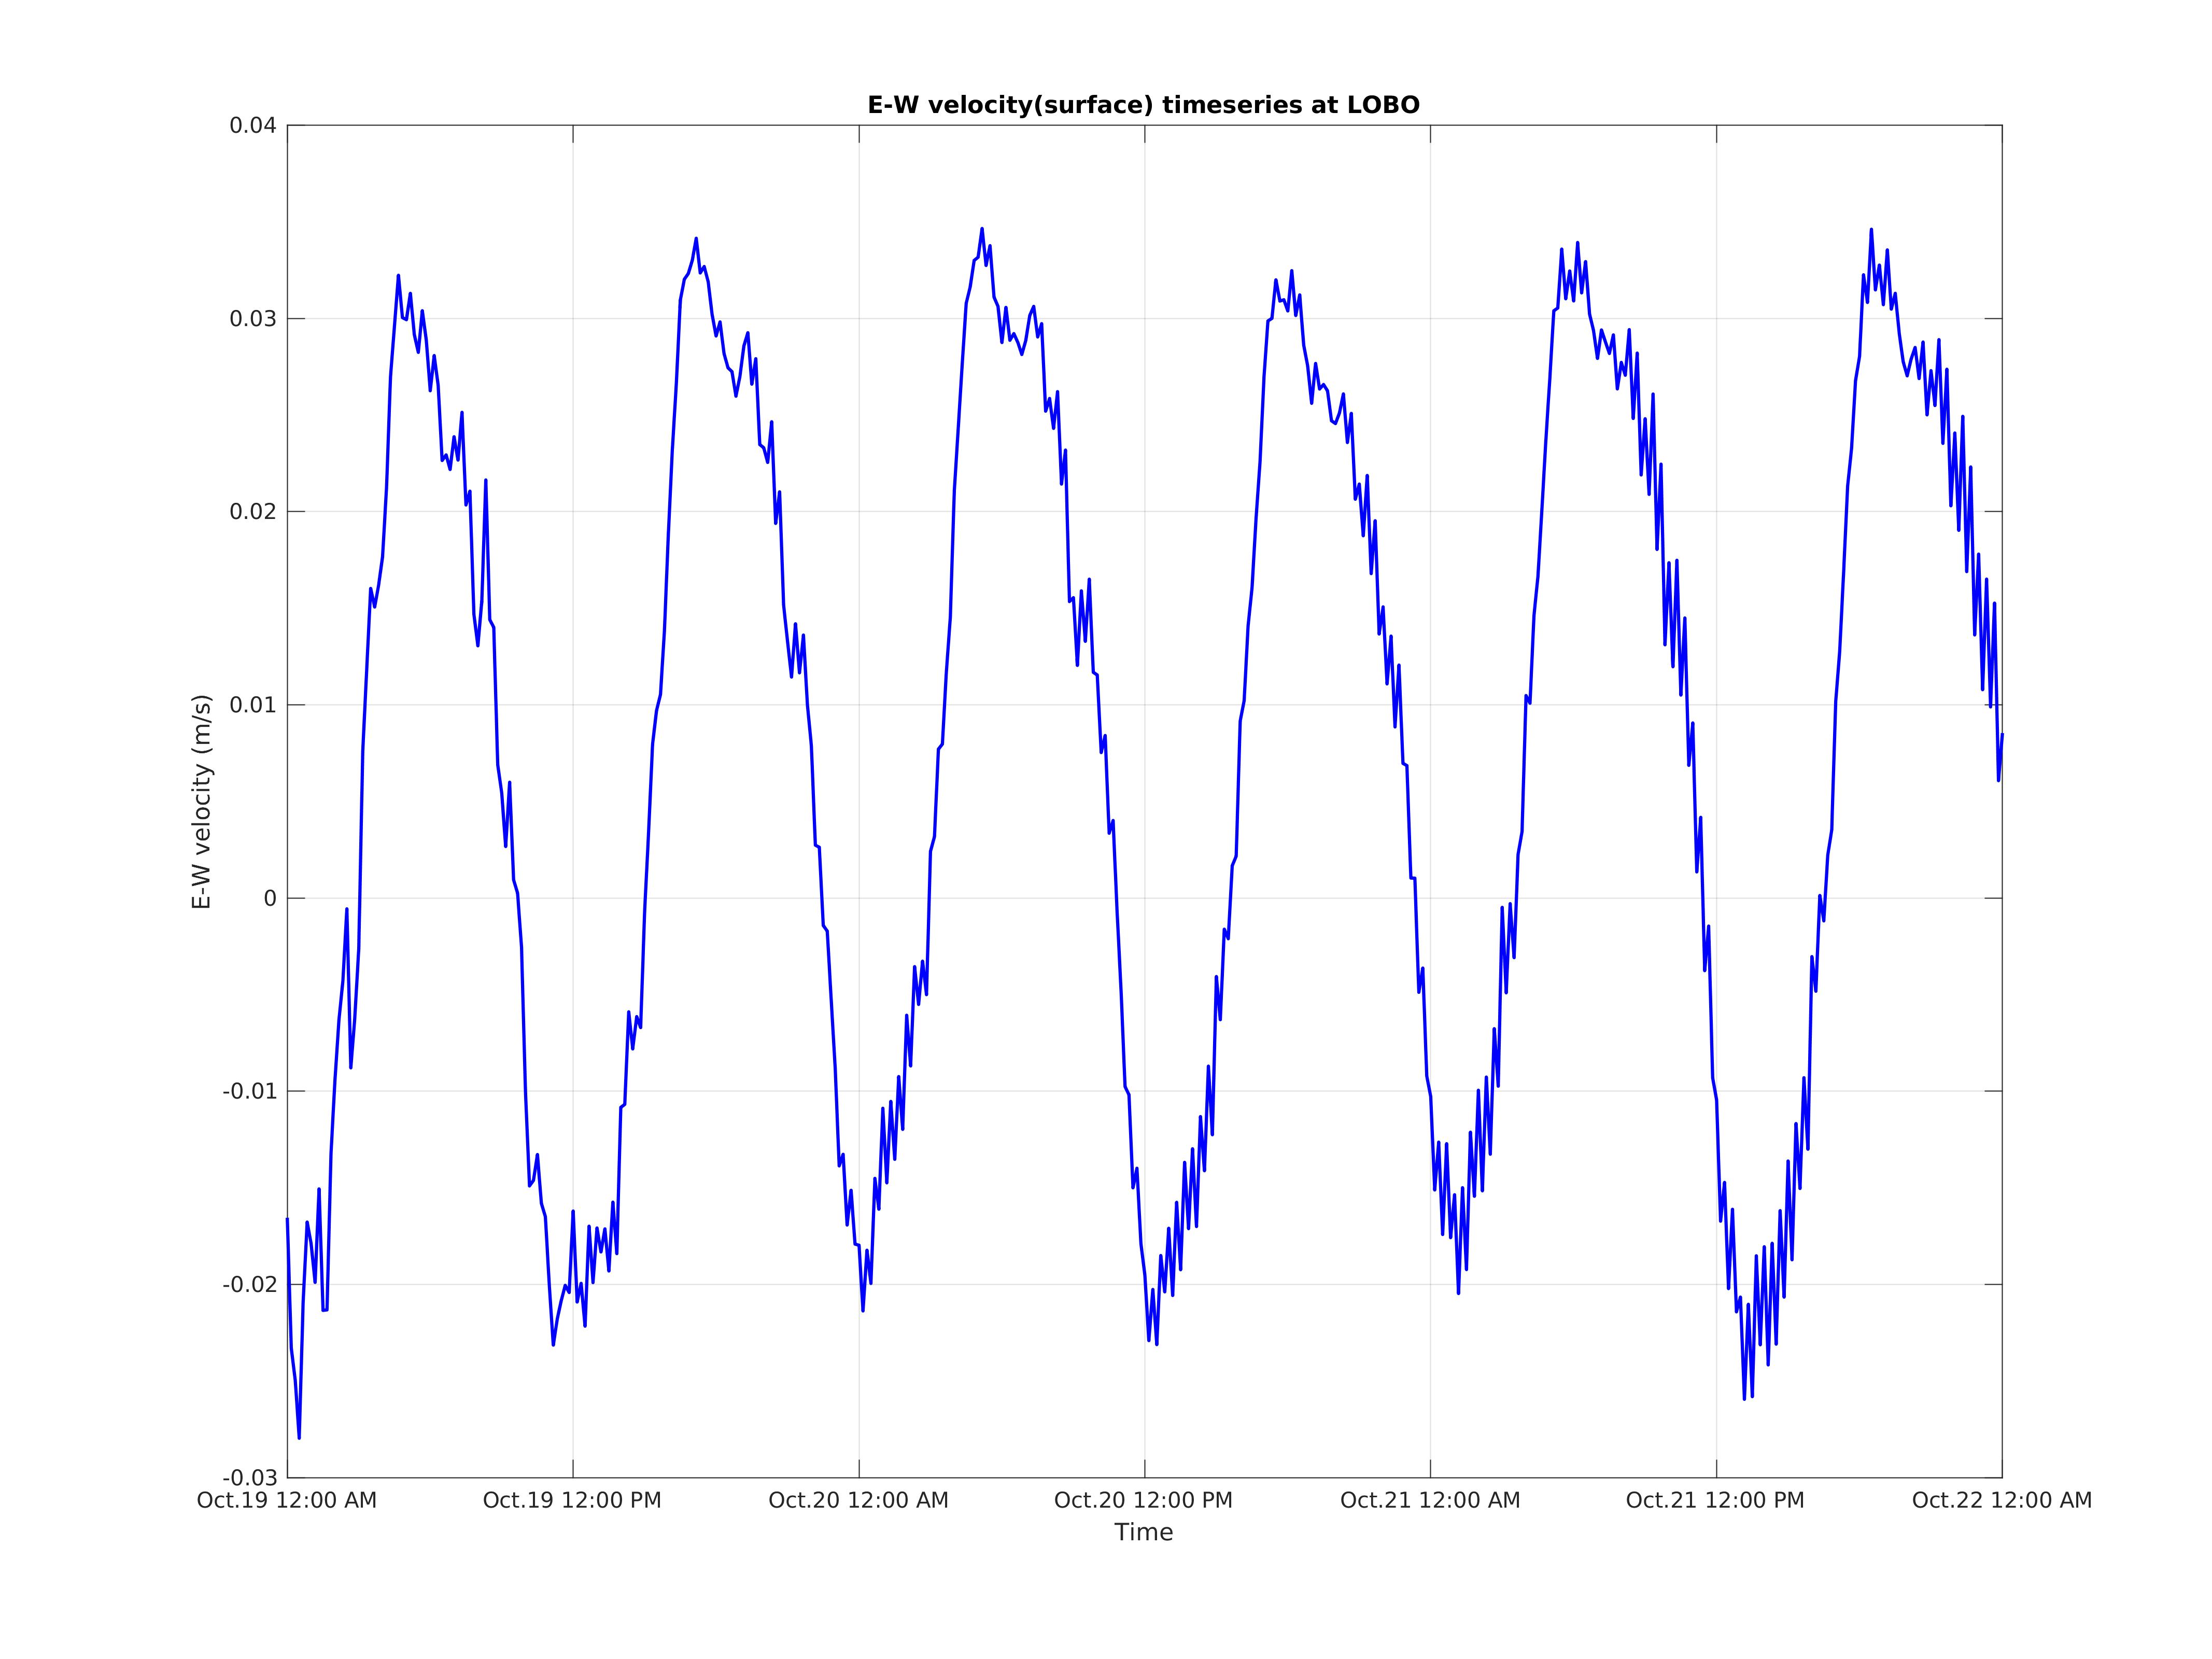 E-W velocity(surface) timeseries at LOBO
0.04
0.03
0.02
0.01
0
-0.01
-0.02
-0.03
E-W velocity (m/s)
Oct.19 12:00 AM Oct.19 12:00 PM Oct.20 12:00 AM Oct.20 12:00 PM Oct.21 12:00 AM Oct.21 12:00 PM Oct.22 12:00 AM
Time